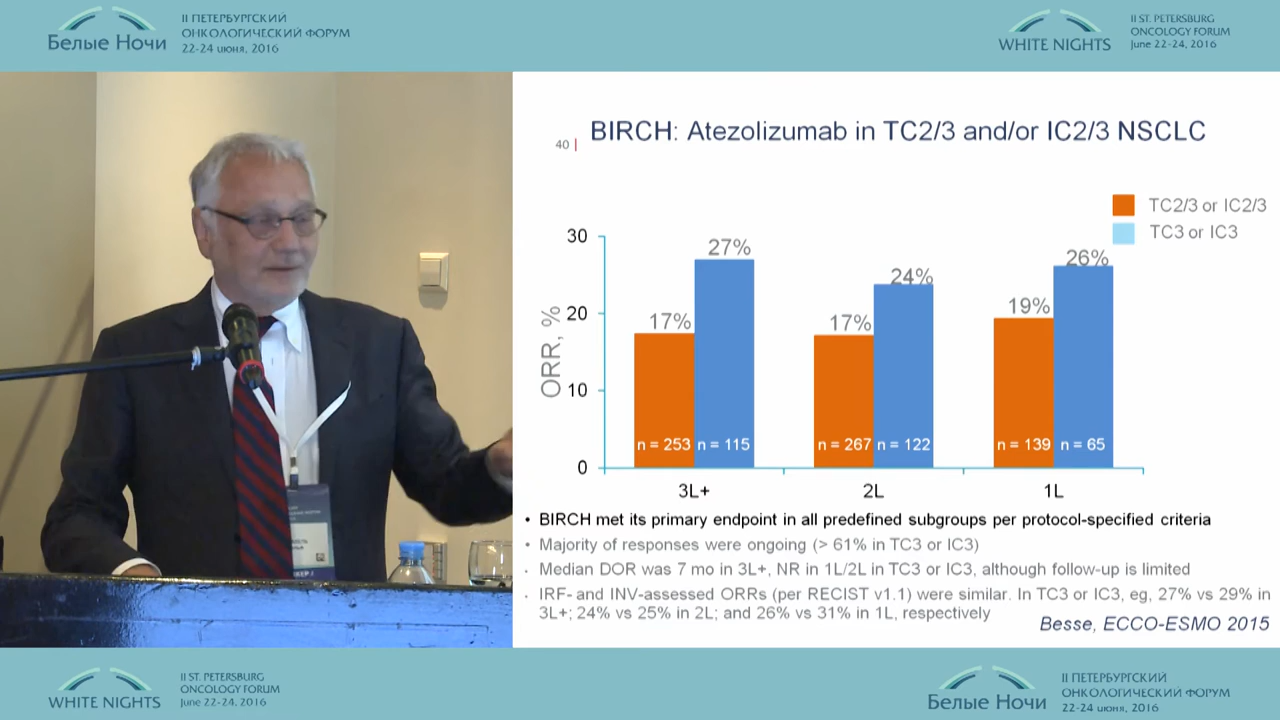 Белые Ночи
II ПЕТЕРБУРГСКИЙ
ОНКОЛОГИЧЕСКИЙ ФОРУМ
22-24 июня, 2016
WHITE NIGHTS
II ST. PETERSBURG
ONCOLOGY FORUM
June 22-24, 2016
40 |
BIRCH: Atezolizumab in TC2/3 and/or IC2/3 NSCLC
TC2/3 or IC2/3
TC3 or IC3
ORR, %
30
20
10
0
17%
27%
17%
24%
19%
26%
n = 253
n = 115
n = 267
n = 122
n = 139
n = 65
3L+
2L
1L
• BIRCH met its primary endpoint in all predefined subgroups per protocol-specified criteria
• Majority of responses were ongoing (> 61% in TC3 or IC3)
• Median DOR was 7 mo in 3L+, NR in 1L/2L in TC3 or IC3, although follow-up is limited
• IRF- and INV-assessed ORRs (per RECIST v1.1) were similar. In TC3 or IC3, eg, 27% vs 29% in
3L+; 24% vs 25% in 2L; and 26% vs 31% in 1L, respectively
Besse, ECCO-ESMO 2015
WHITE NIGHTS
II ST. PETERSBURG
ONCOLOGY FORUM
June 22-24, 2016
Белые Ночи
II ПЕТЕРБУРГСКИЙ
ОНКОЛОГИЧЕСКИЙ ФОРУМ
22-24 июня, 2016